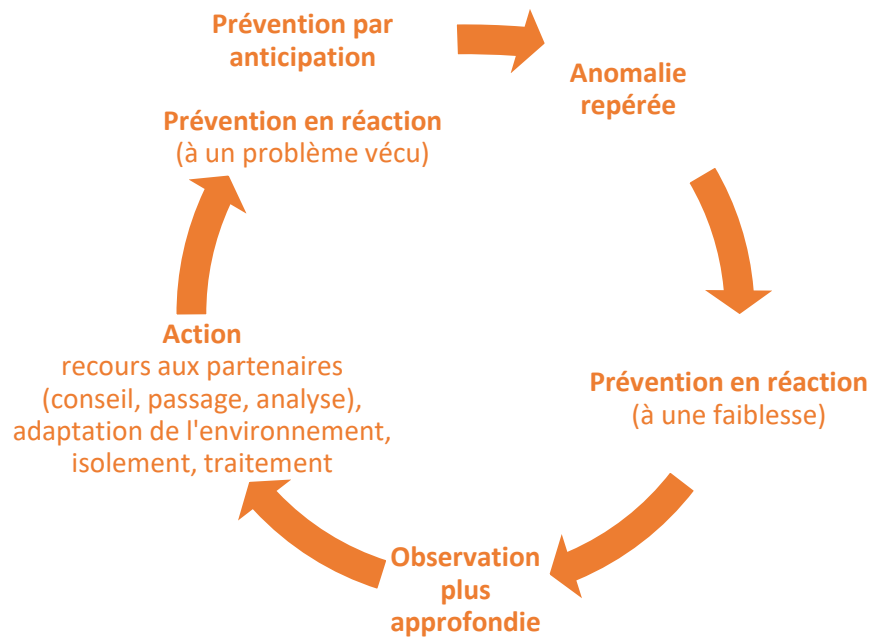 Prévention par
anticipation
Anomalie
repérée
Prévention en réaction
(à une faiblesse)
Observation
plus
approfondie
Action
recours aux partenaires
(conseil, passage, analyse),
adaptation de l'environnement,
isolement, traitement
Prévention en réaction
(à un problème vécu)